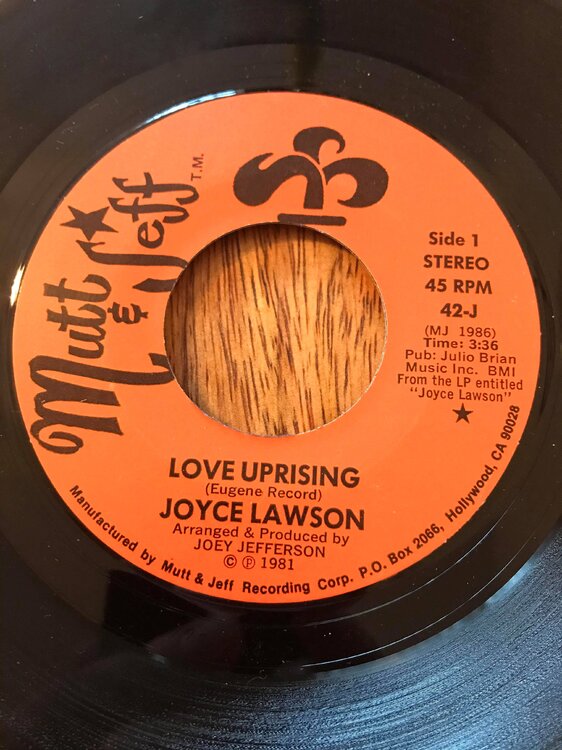 Mutt
& Jeff T.M.
Side 1
STEREO
45 RPM
42-J
(MJ 1986)
Time: 3:36
Pub: Julio Brian
Music Inc. BMI
From the LP entitled
"Joyce Lawson"
LOVE UPRISING
(Eugene Record)
JOYCE LAWSON
Arranged & Produced by
JOEY JEFFERSON
© ℗ 1981
Manufactured by Mutt & Jeff Recording Corp. P.O. Box 2066, Hollywood, CA 90028